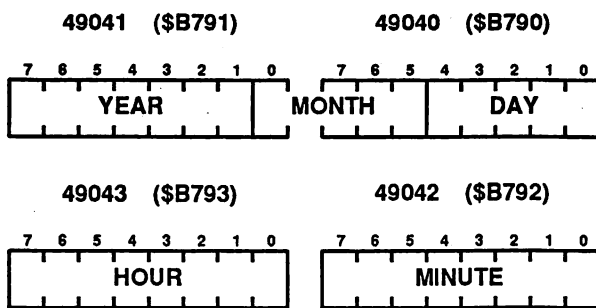 49041 ($B791) 49040 ($B790)
7 6 5 4 3 2 1 0 7 6 5 4 3 2 1 0
YEAR MONTH DAY
49043 ($B793) 49042 ($B792)
7 6 5 4 3 2 1 0 7 6 5 4 3 2 1 0
HOUR MINUTE